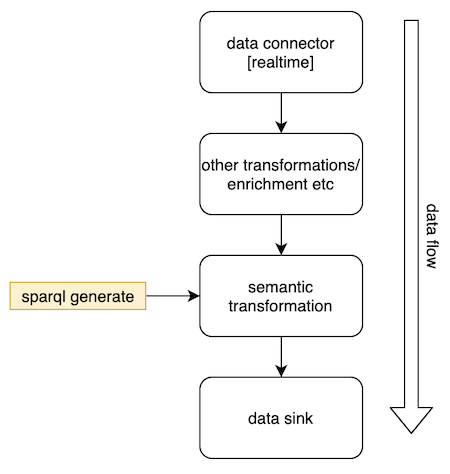 data connector
[realtime]
other transformations/
enrichment etc
data flow
sparql generate
semantic
transformation
data sink